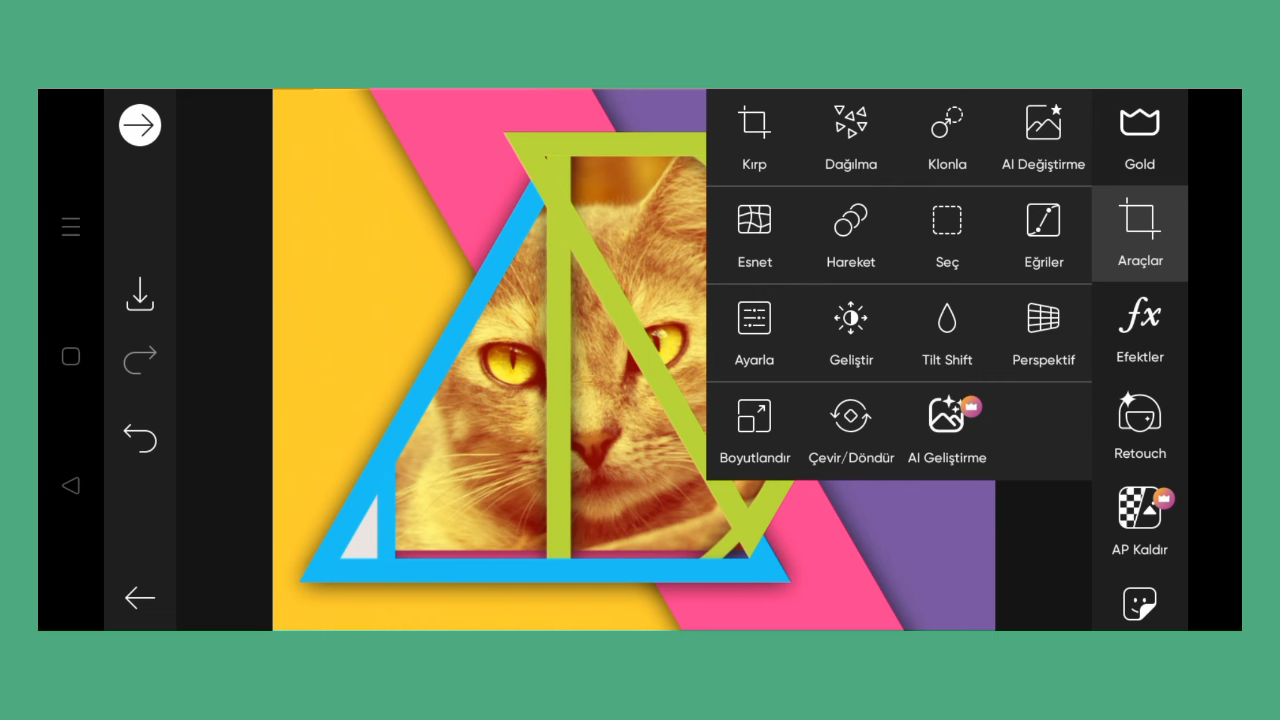 Kırp
Dağılma
Klonla
AI Değiştirme
Gold
Esnet
Hareket
Seç
Eğriler
Araçlar
Ayarla
Geliştir
Tilt Shift
Perspektif
fx
Efektler
Boyutlandır
Çevir/Döndür
AI Geliştirme
Retouch
AP Kaldır